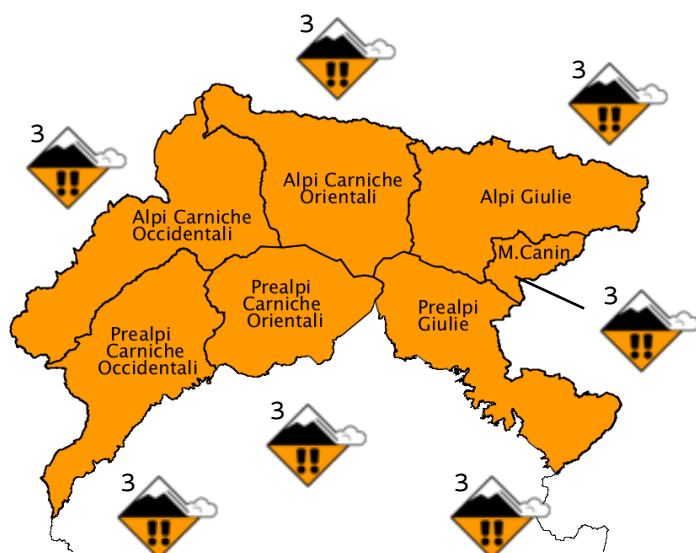 3
3
3
Alpi Carniche
Orientali
Alpi Giulie
Alpi Carniche
Occidentali
M.Canin
Prealpi
Carniche
Orientali
3
Prealpi
Giulie
Prealpi
Carniche
Occidentali
3
3
3